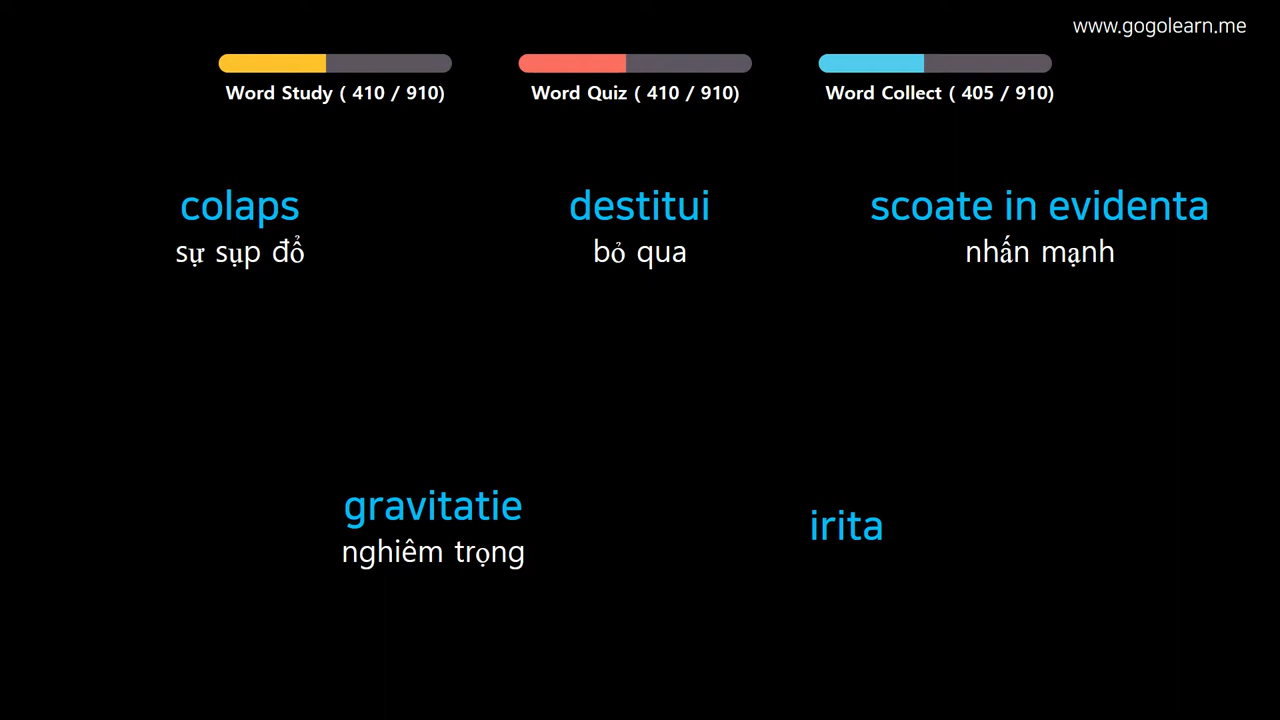 www.gogolearn.me
Word Study ( 410 / 910)
Word Quiz ( 410 / 910)
Word Collect ( 405 / 910)
colaps
sự sụp đổ
destitui
bỏ qua
scoate in evidenta
nhấn mạnh
gravitatie
nghiêm trọng
irita